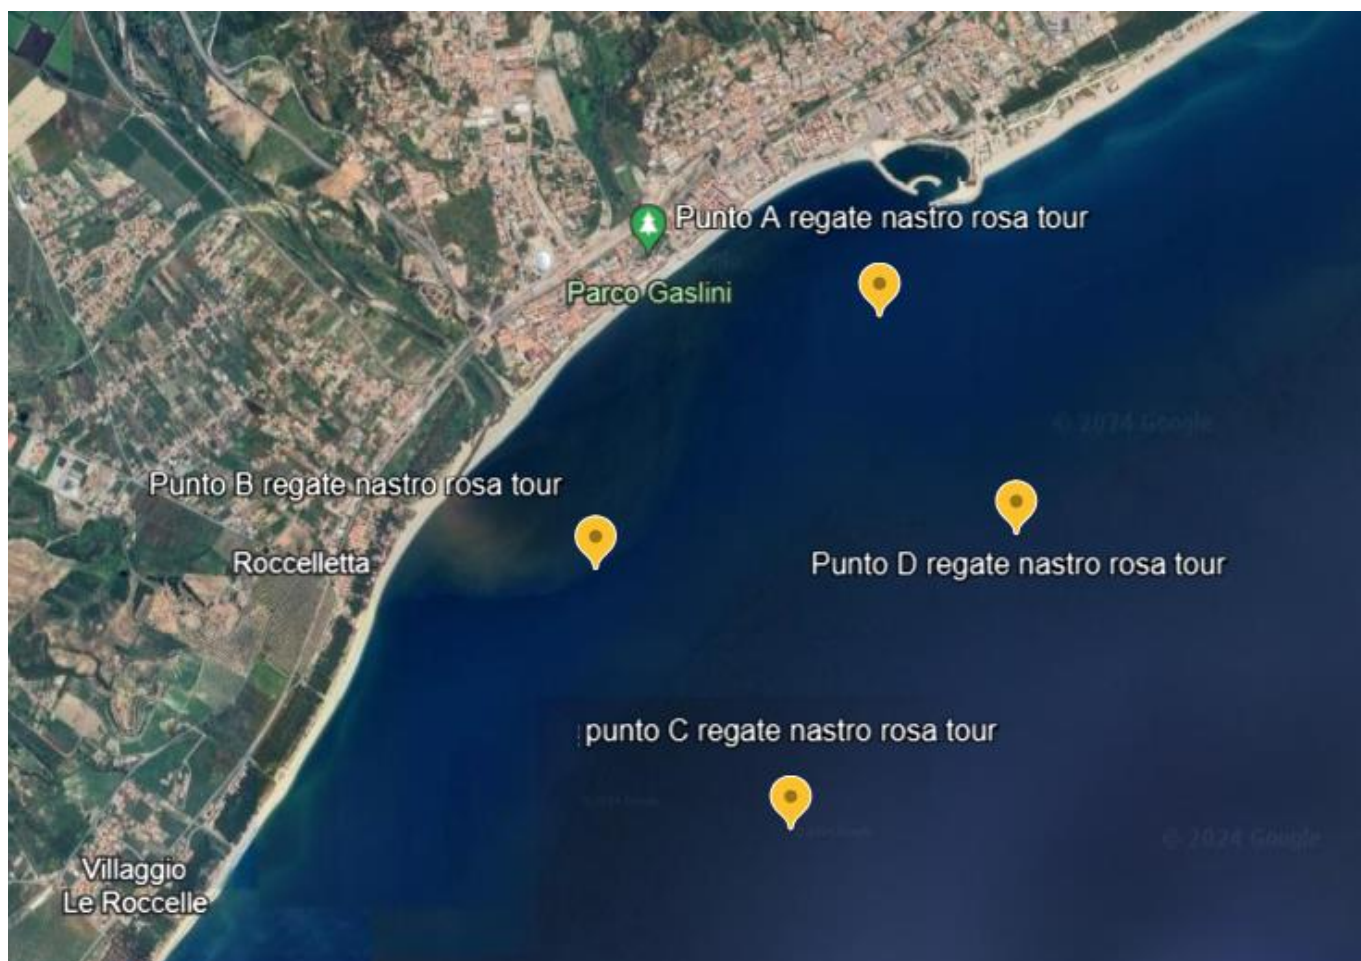 Punto A regate nastro rosa tour
Parco Gaslini
© 2024 Google
Punto B regate nastro rosa tour
Roccelletta
Punto D regate nastro rosa tour
punto C regate nastro rosa tour
© 2024 Google
Villaggio
Le Roccelle